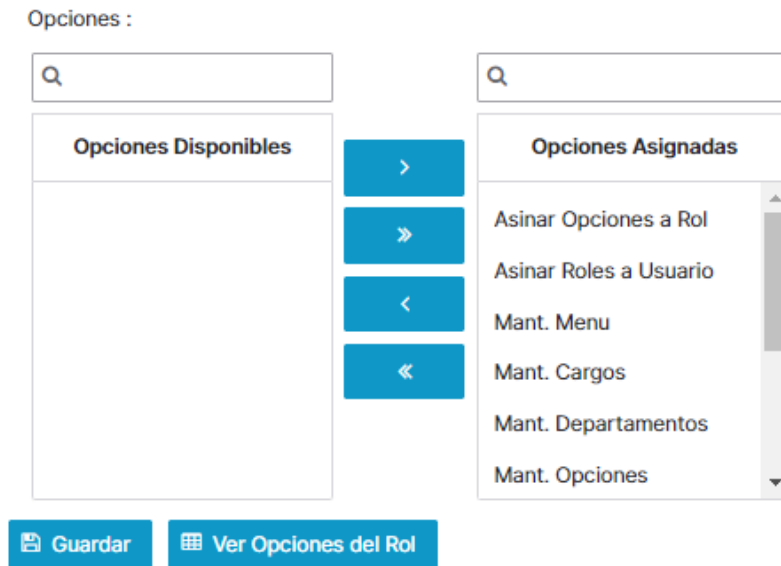 Opciones :
Opciones Disponibles
Opciones Asignadas
Asinar Opciones a Rol
Asinar Roles a Usuario
Mant. Menu
Mant. Cargos
Mant. Departamentos
Mant. Opciones
Guardar
Ver Opciones del Rol